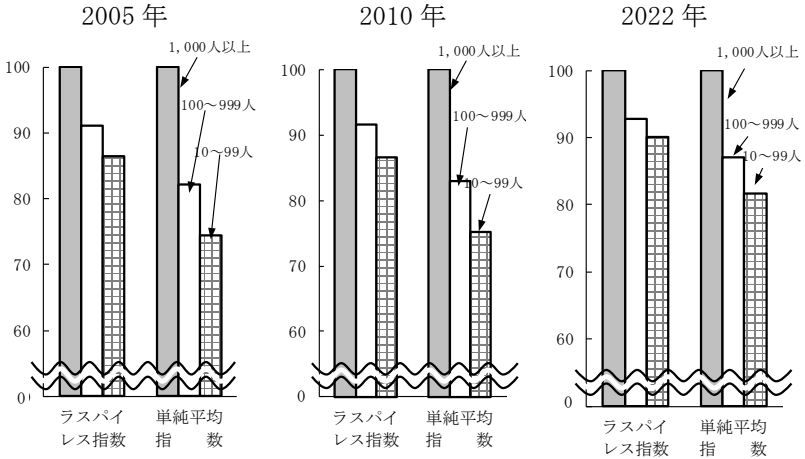 2005 年
1,000人以上
100
100～999人
90
10～99人
80
70
60
0
ラスパイ
レス指数
単純平均
指　　数
2010 年
1,000人以上
100
100～999人
90
10～99人
80
70
60
0
ラスパイ
レス指数
単純平均
指　　数
2022 年
1,000人以上
100
100～999人
90
10～99人
80
70
60
0
ラスパイ
レス指数
単純平均
指　　数